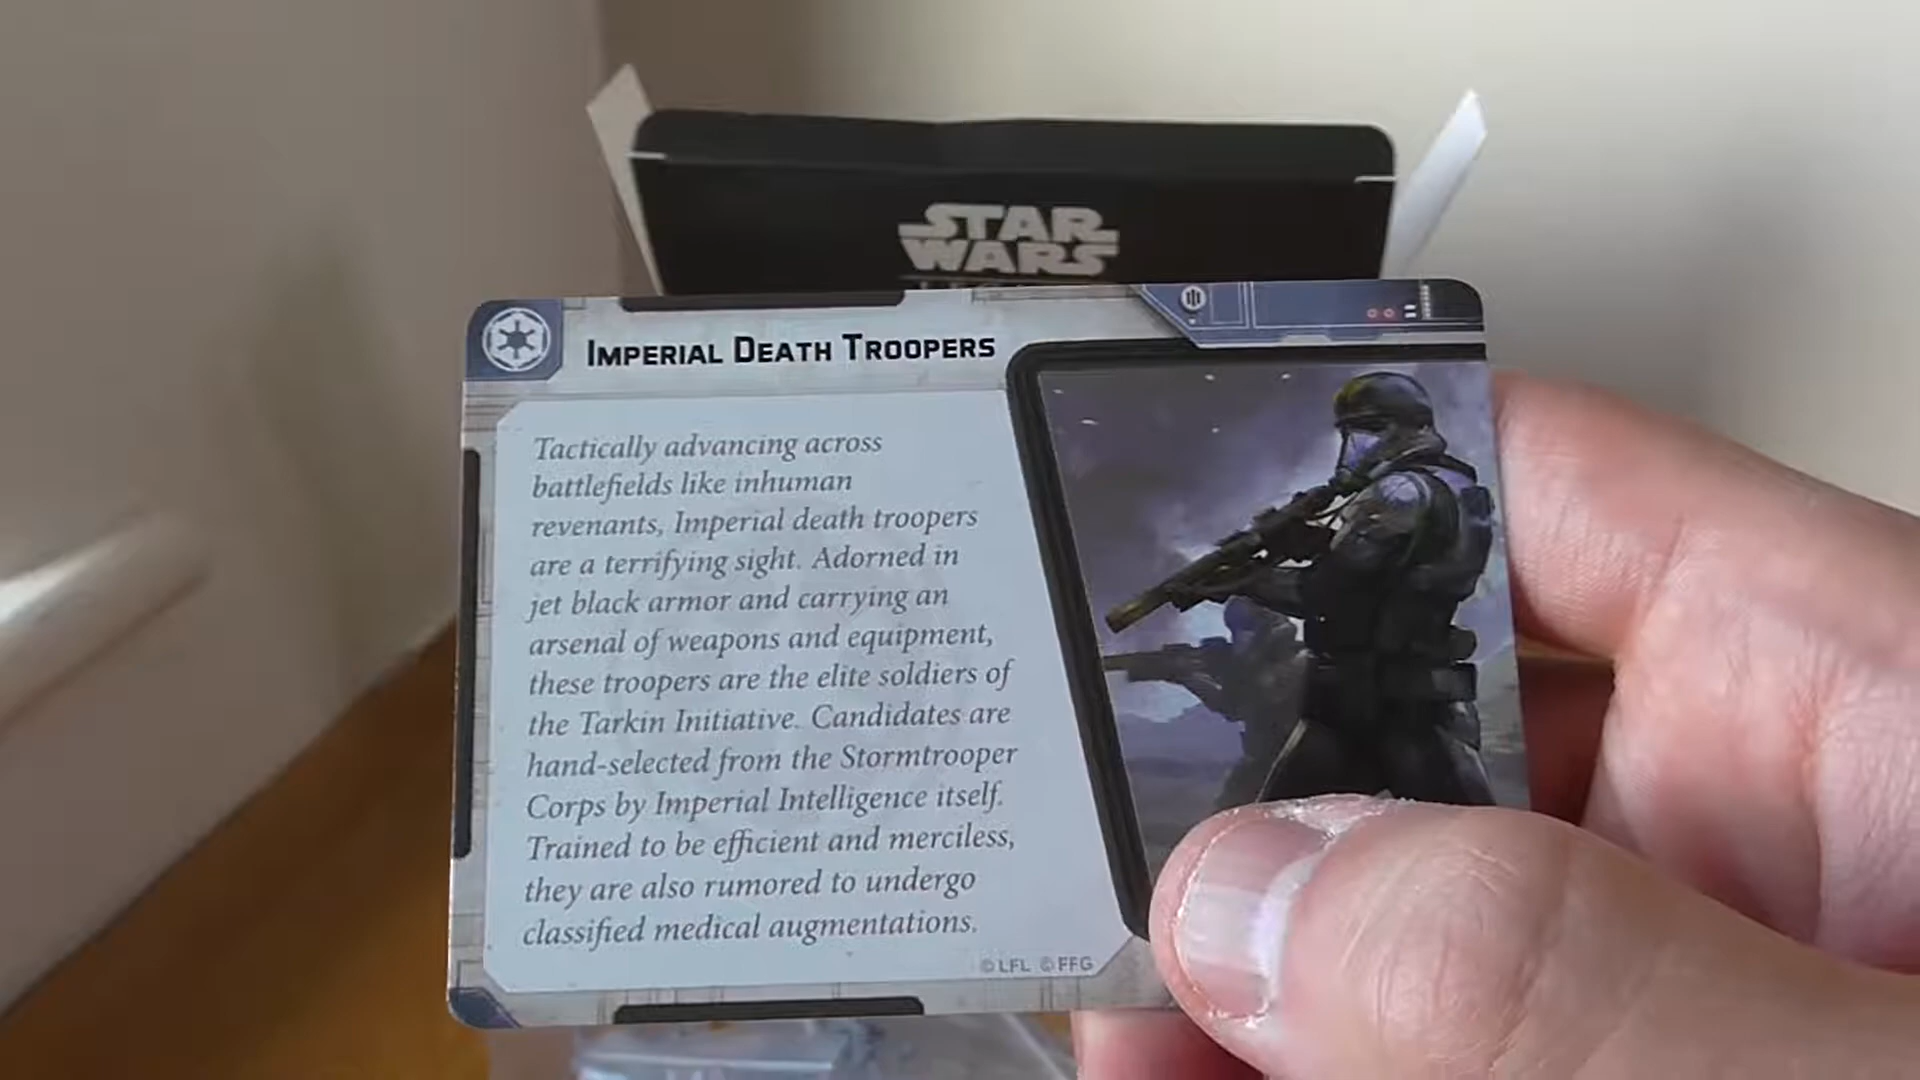 STAR
WARS
IMPERIAL DEATH TROOPERS
Tactically advancing across
battlefields like inhuman
revenants, Imperial death troopers
are a terrifying sight. Adorned in
jet black armor and carrying an
arsenal of weapons and equipment,
these troopers are the elite soldiers of
the Tarkin Initiative. Candidates are
hand-selected from the Stormtrooper
Corps by Imperial Intelligence itself.
Trained to be efficient and merciless,
they are also rumored to undergo
classified medical augmentations.
© LFL © FFG